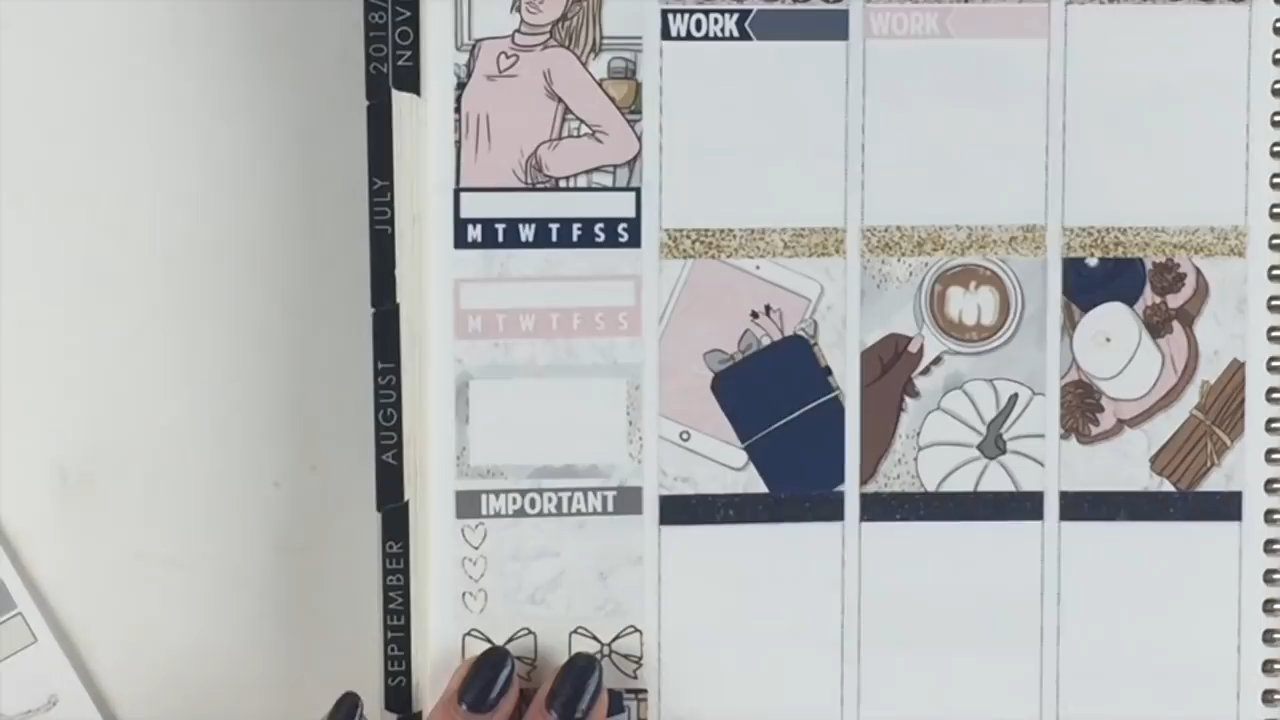 2018/
NOV
JULY
AUGUST
SEPTEMBER
WORK
WORK
M T W T F S S
M T W T F S S
IMPORTANT